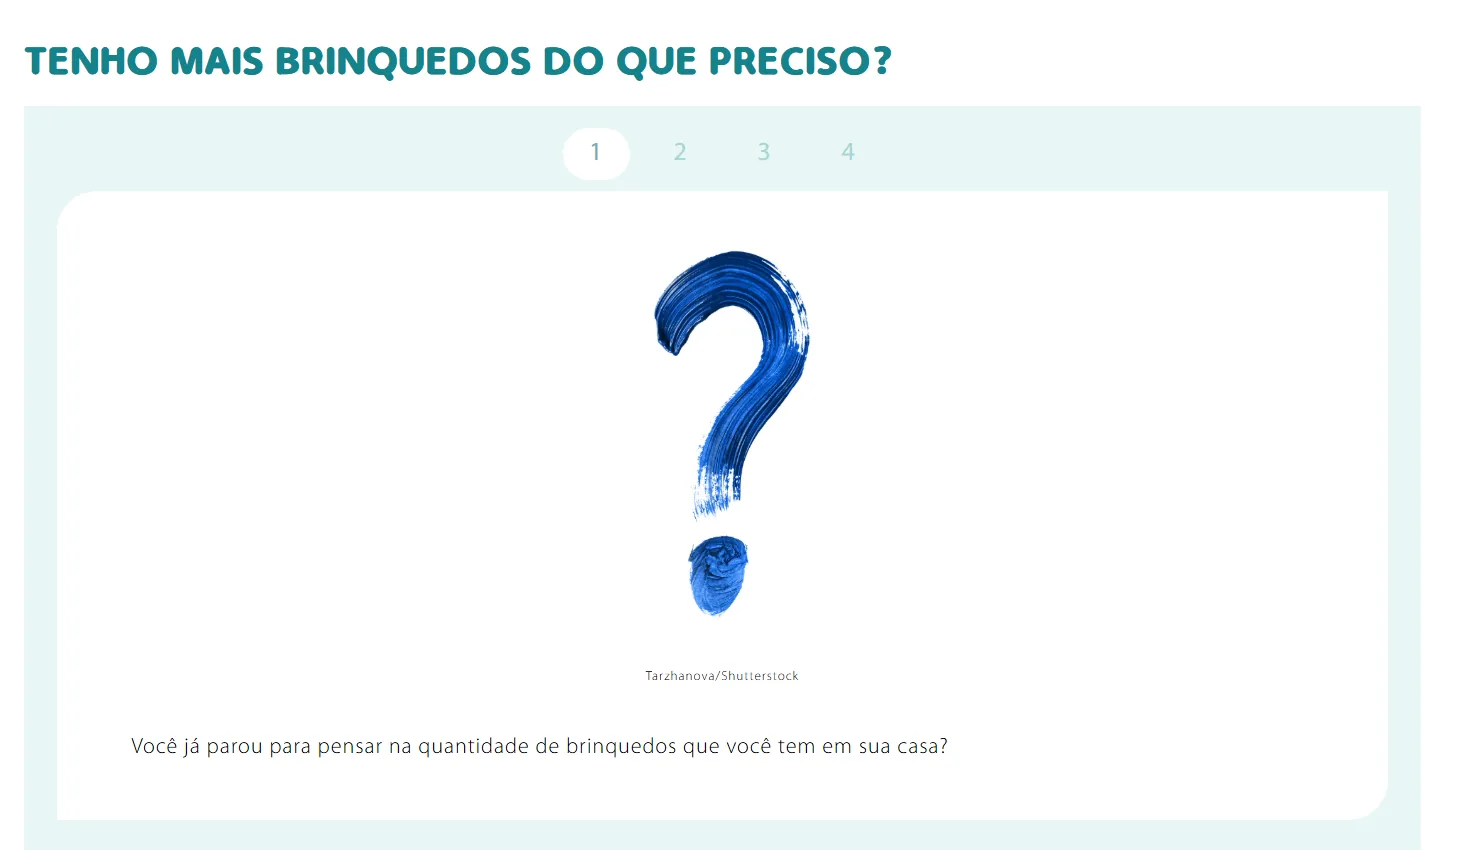 TENHO MAIS BRINQUEDOS DO QUE PRECISO?
1 2 3 4
Tarzhanova/Shutterstock
Você já parou para pensar na quantidade de brinquedos que você tem em sua casa?